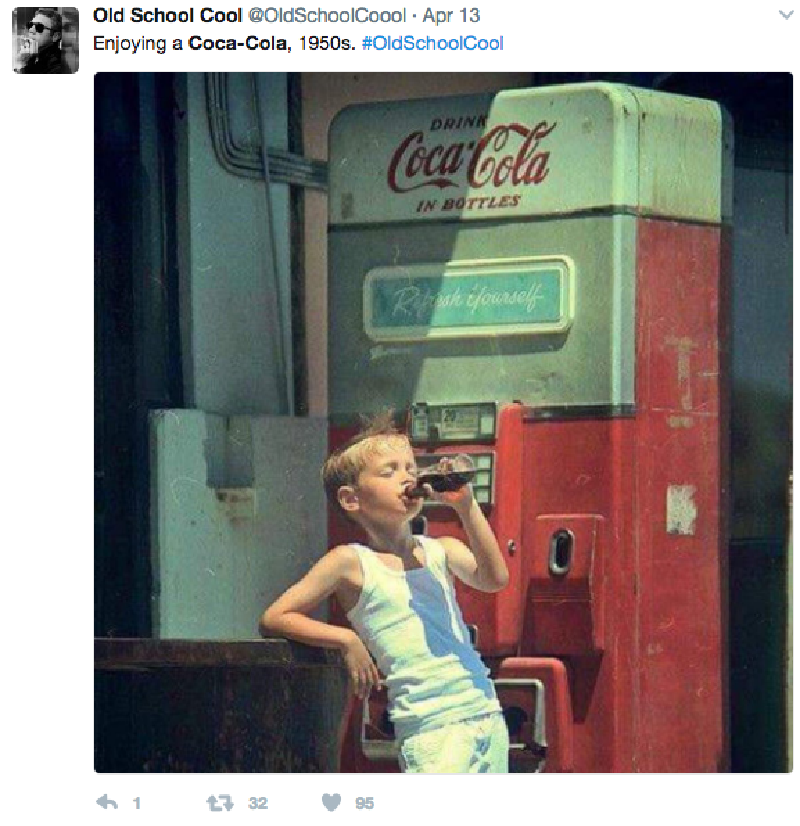 Old School Cool @OldSchoolCoool · Apr 13
Enjoying a Coca-Cola, 1950s. #OldSchoolCool
DRINK
Coca-Cola
IN BOTTLES
Refresh Yourself
20
1 32 95